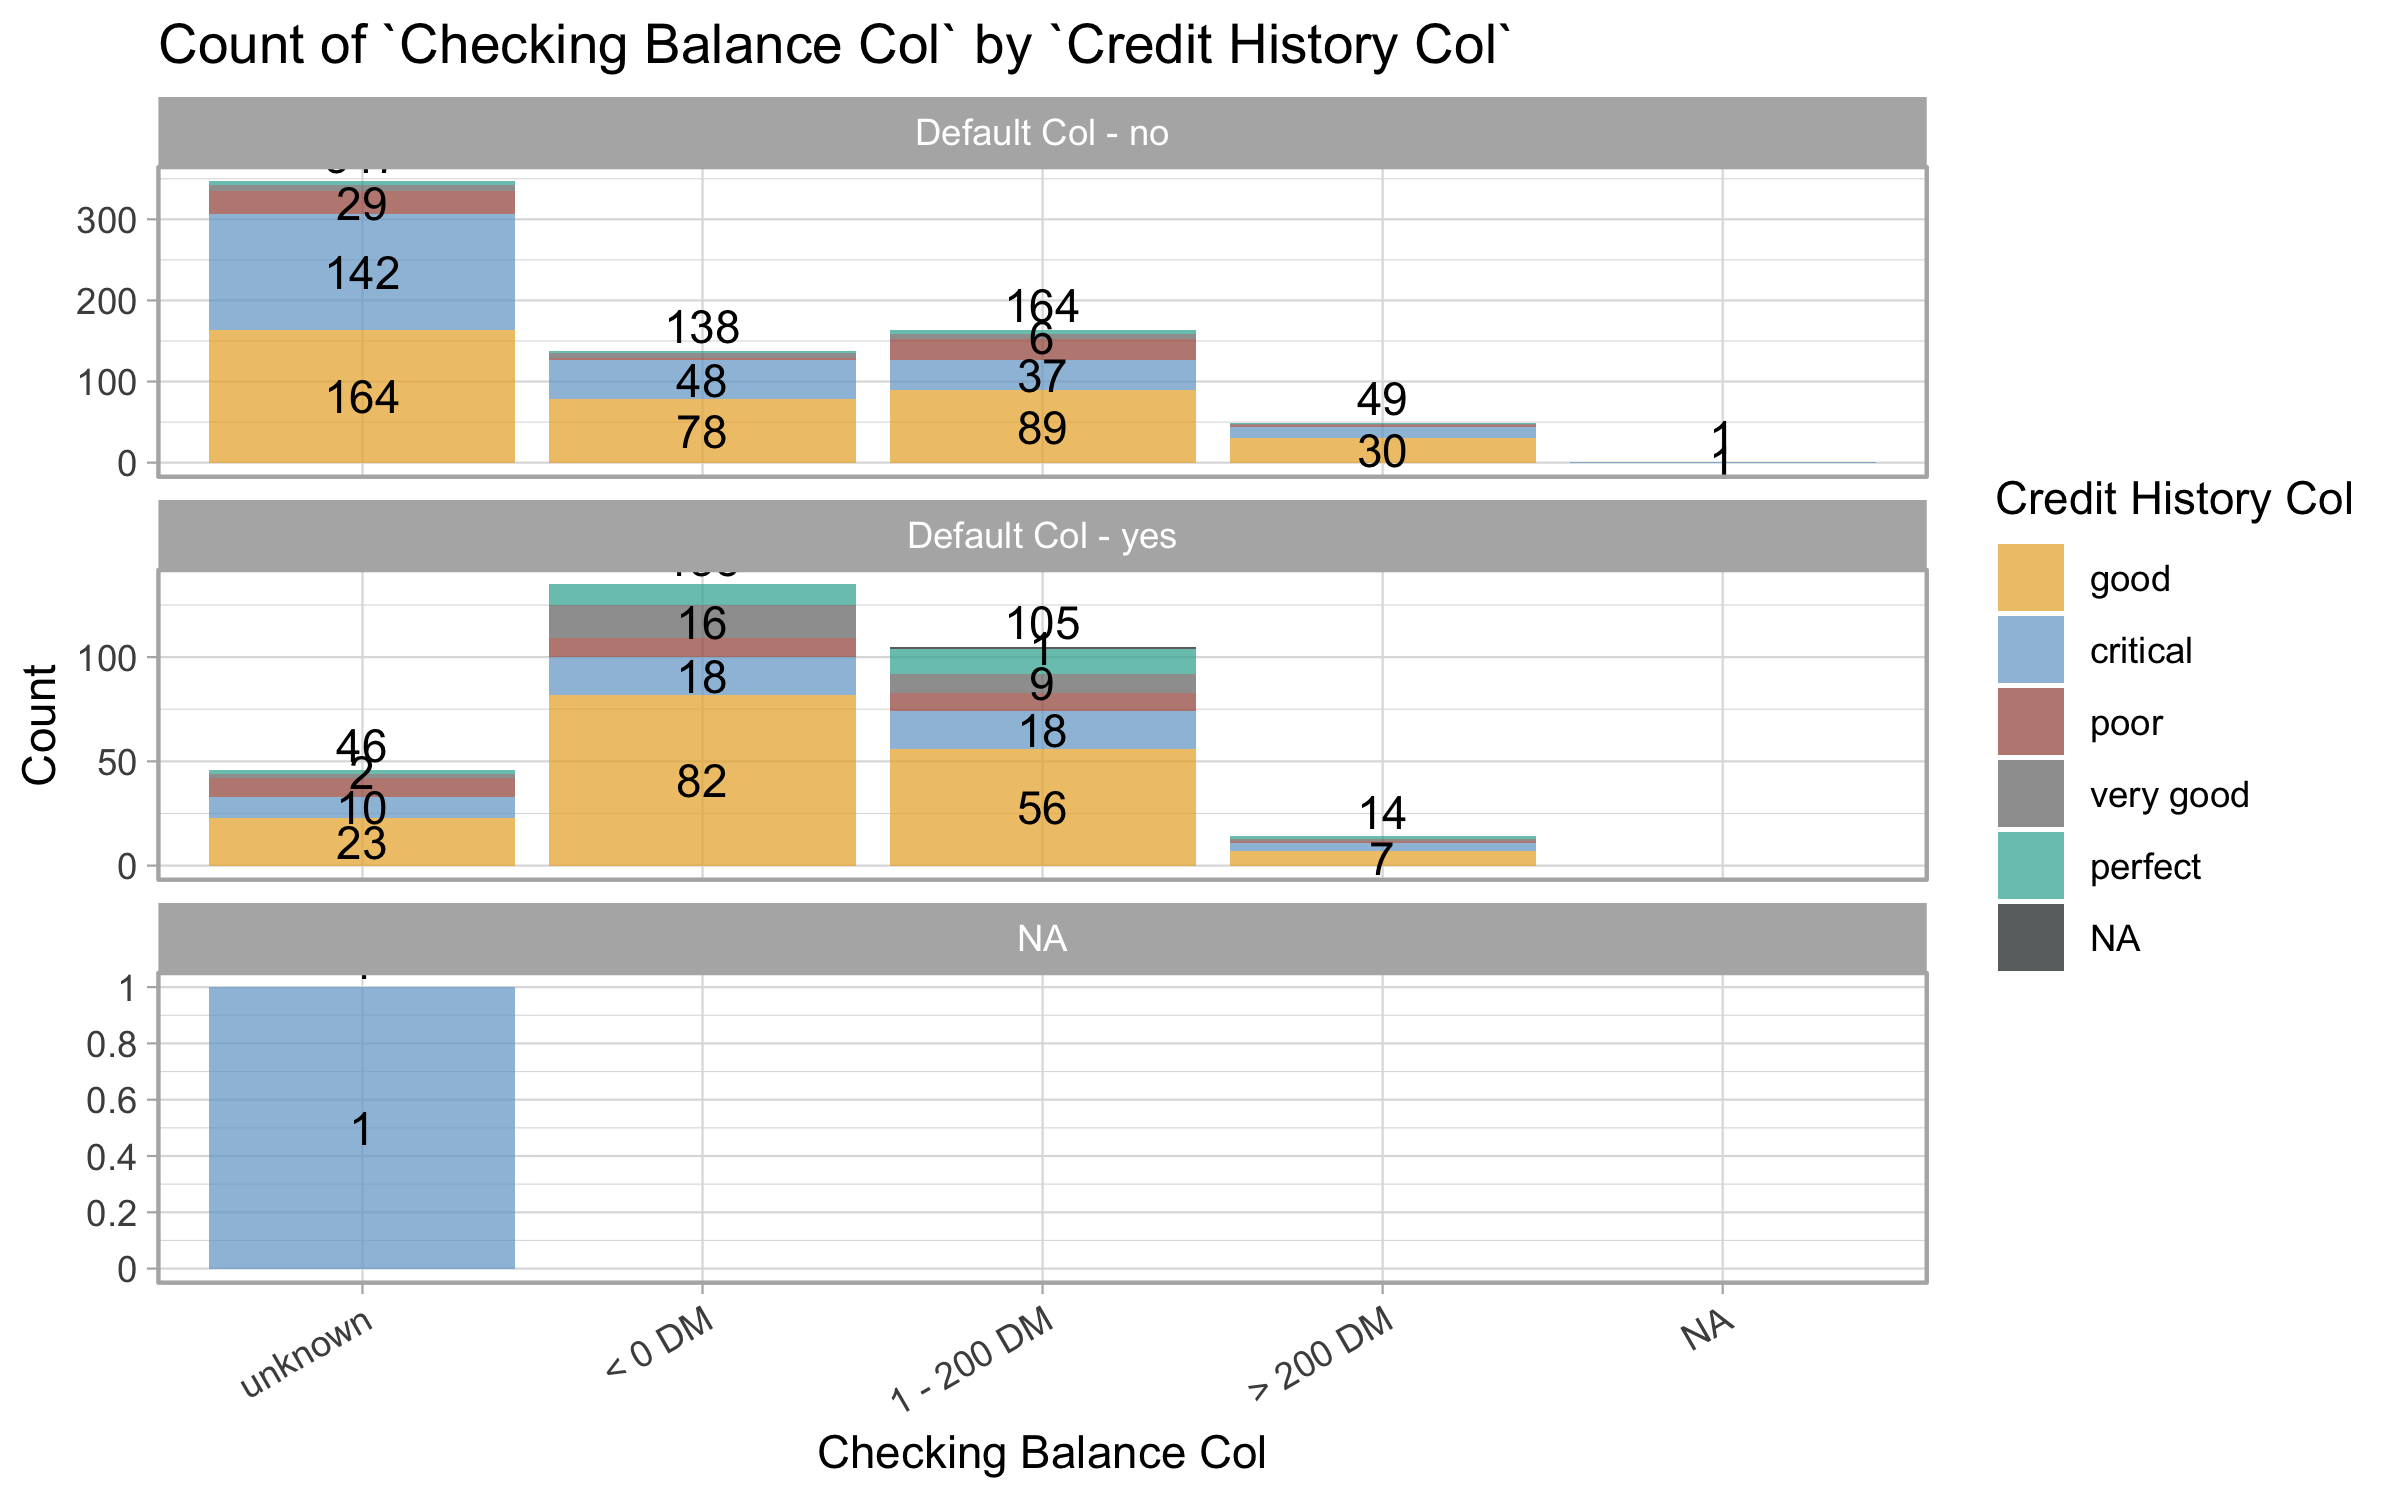 Count of `Checking Balance Col` by `Credit History Col`
Default Col - no
300
200
100
0
29
142
164
138
48
78
164
6
37
89
49
30
1
1
Default Col - yes
Count
100
50
0
46
2
10
23
16
18
82
105
1
9
18
56
14
7
NA
1
0.8
0.6
0.4
0.2
0
1
unknown
< 0 DM
1 - 200 DM
> 200 DM
NA
Checking Balance Col
Credit History Col
good
critical
poor
very good
perfect
NA